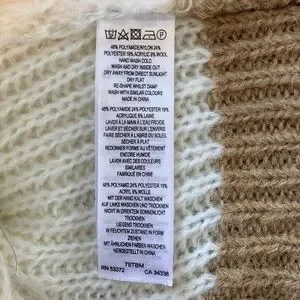 48% POLYAMIDE/NYLON 24%
POLYESTER 19% ACRYLIC 9% WOOL
HAND WASH COLD
WASH AND DRY INSIDE OUT
DRY AWAY FROM DIRECT SUNLIGHT
DRY FLAT
RE-SHAPE WHILST DAMP
WASH WITH SIMILAR COLOURS
MADE IN CHINA
48% POLYAMIDE 24% POLYESTER 19%
ACRYLIQUE 9% LAINE
LAVER À LA MAIN À L'EAU FROIDE
LAVER ET SÉCHER SUR L'ENVERS
FAIRE SÉCHER À L'ABRIS DU SOLEIL
SÉCHER À PLAT
REDONNER FORME AU VÊTEMENT
ENCORE HUMIDE
LAVER AVEC DES COULEURS
SIMILAIRES
FABRIQUÉ EN CHINE
48% POLYAMID 24% POLYESTER 19%
ACRYL 9% WOLLE
MIT DER HAND KALT WASCHEN
AUF LINKS WASCHEN UND TROCKNEN
NICHT IN DIREKTEM SONNENLICHT
TROCKNEN
LIEGEND TROCKNEN
IN FEUCHTEM ZUSTAND IN FORM
ZIEHEN
MIT ÄHNLICHEN FARBEN WASCHEN
HERGESTELLT IN CHINA
78TBM
RN 53372 CA 34338